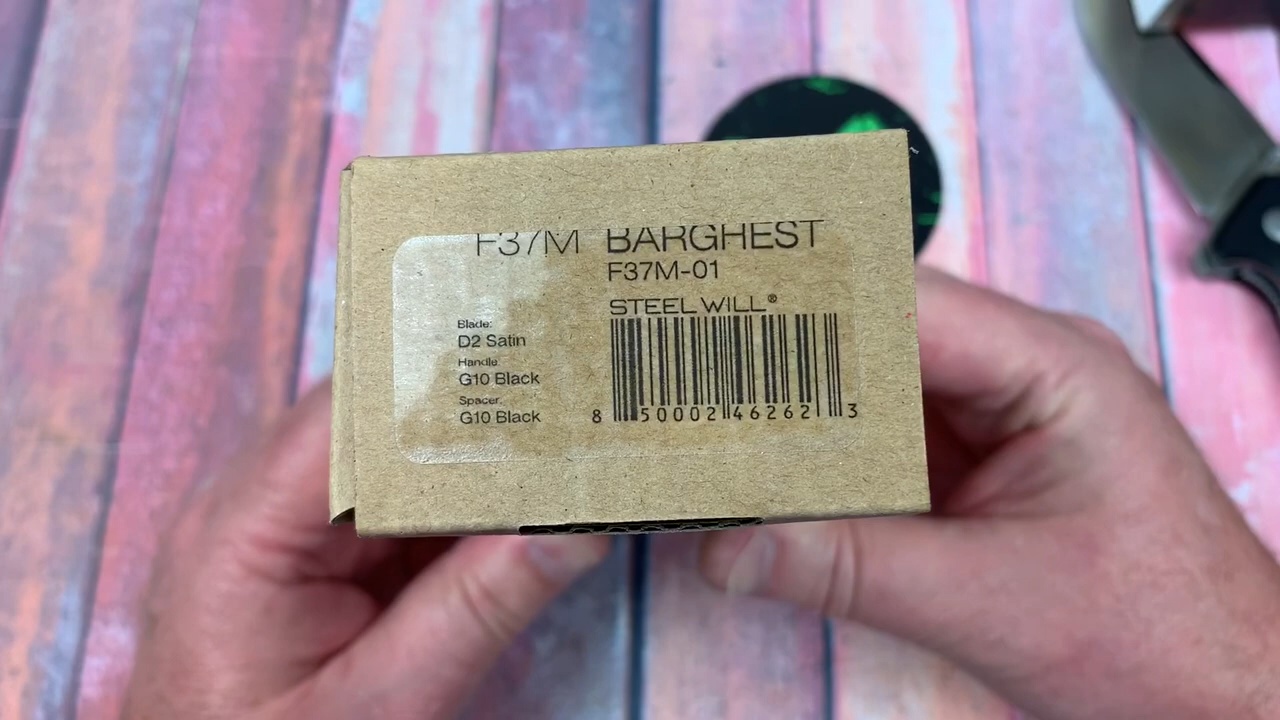 F37M BARGHEST
F37M-01
STEEL WILL®
Blade:
D2 Satin
Handle:
G10 Black
Spacer:
G10 Black
8 50002 46262 3